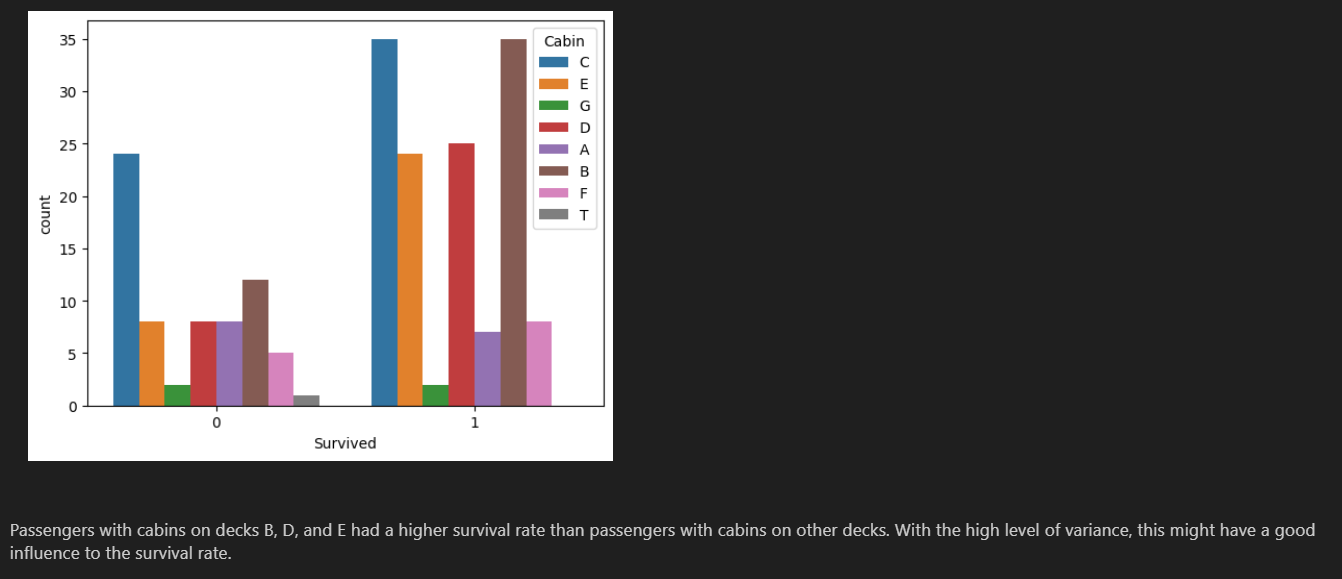 35
30
25
20
15
10
5
0
count
0 1
Survived
Cabin
C
E
G
D
A
B
F
T
Passengers with cabins on decks B, D, and E had a higher survival rate than passengers with cabins on other decks. With the high level of variance, this might have a good
influence to the survival rate.